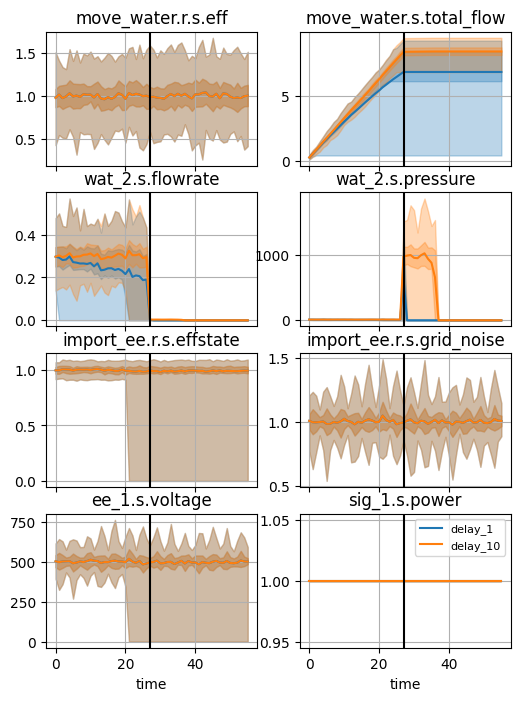 move_water.r.s.eff
1.5
1.0
0.5
move_water.s.total_flow
5
0
wat_2.s.flowrate
0.4
0.2
0.0
wat_2.s.pressure
1000
0
import_ee.r.s.effstate
1.0
0.5
0.0
import_ee.r.s.grid_noise
1.5
1.0
0.5
ee_1.s.voltage
750
500
250
0
0
20
40
time
sig_1.s.power
1.05
1.00
0.95
delay_1
delay_10
0
20
40
time